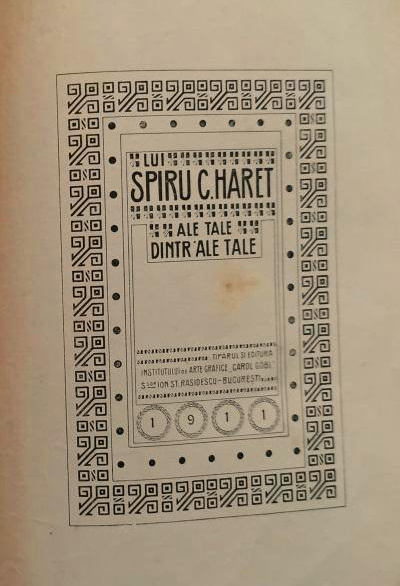 LUI
SPIRU C. HARET
ALE TALE
DINTR'ALE TALE
TIPARUL SI EDITURA
INSTITUTULUI DE ARTE GRAFICE „CAROL GÖBL"
S-SOR ION ST. RASIDESCU - BUCUREȘTI
1 9 1 1